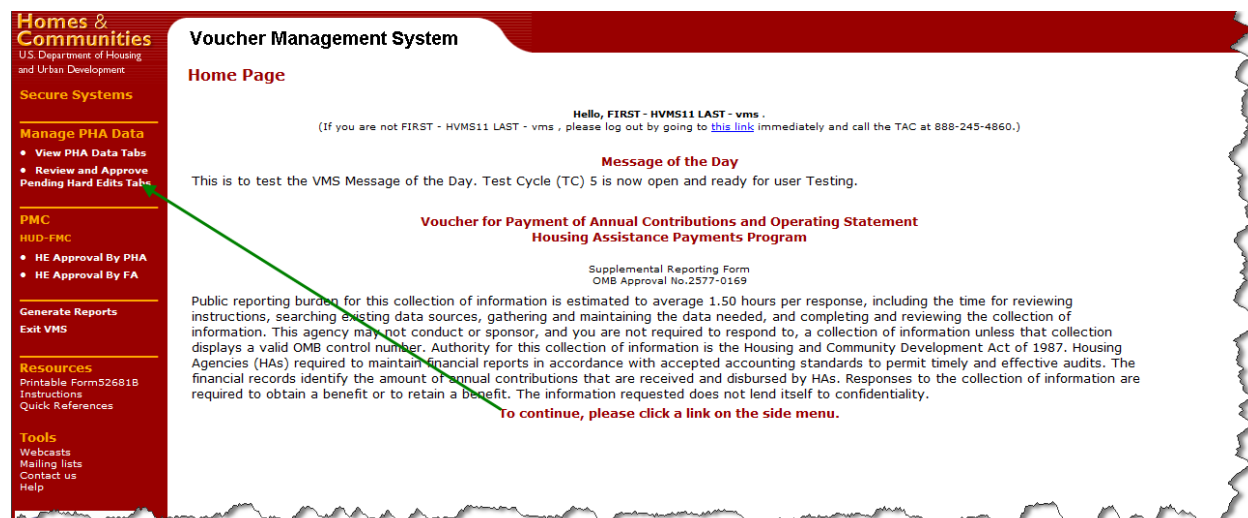 Homes &
Communities
U.S. Department of Housing
and Urban Development
Secure Systems
Manage PHA Data
• View PHA Data Tabs
• Review and Approve
Pending Hard Edits Tabs
PMC
HUD-FMC
• HE Approval By PHA
• HE Approval By FA
Generate Reports
Exit VMS
Resources
Printable Form52681B
Instructions
Quick References
Tools
Webcasts
Mailing lists
Contact us
Help
Voucher Management System
Home Page
Hello, FIRST - HVMS11 LAST - vms .
(If you are not FIRST - HVMS11 LAST - vms , please log out by going to this link immediately and call the TAC at 888-245-4860.)
Message of the Day
This is to test the VMS Message of the Day. Test Cycle (TC) 5 is now open and ready for user Testing.
Voucher for Payment of Annual Contributions and Operating Statement
Housing Assistance Payments Program
Supplemental Reporting Form
OMB Approval No.2577-0169
Public reporting burden for this collection of information is estimated to average 1.50 hours per response, including the time for reviewing
instructions, searching existing data sources, gathering and maintaining the data needed, and completing and reviewing the collection of
information. This agency may not conduct or sponsor, and you are not required to respond to, a collection of information unless that collection
displays a valid OMB control number. Authority for this collection of information is the Housing and Community Development Act of 1987. Housing
Agencies (HAs) required to maintain financial reports in accordance with accepted accounting standards to permit timely and effective audits. The
financial records identify the amount of annual contributions that are received and disbursed by HAs. Responses to the collection of information are
required to obtain a benefit or to retain a benefit. The information requested does not lend itself to confidentiality.
To continue, please click a link on the side menu.